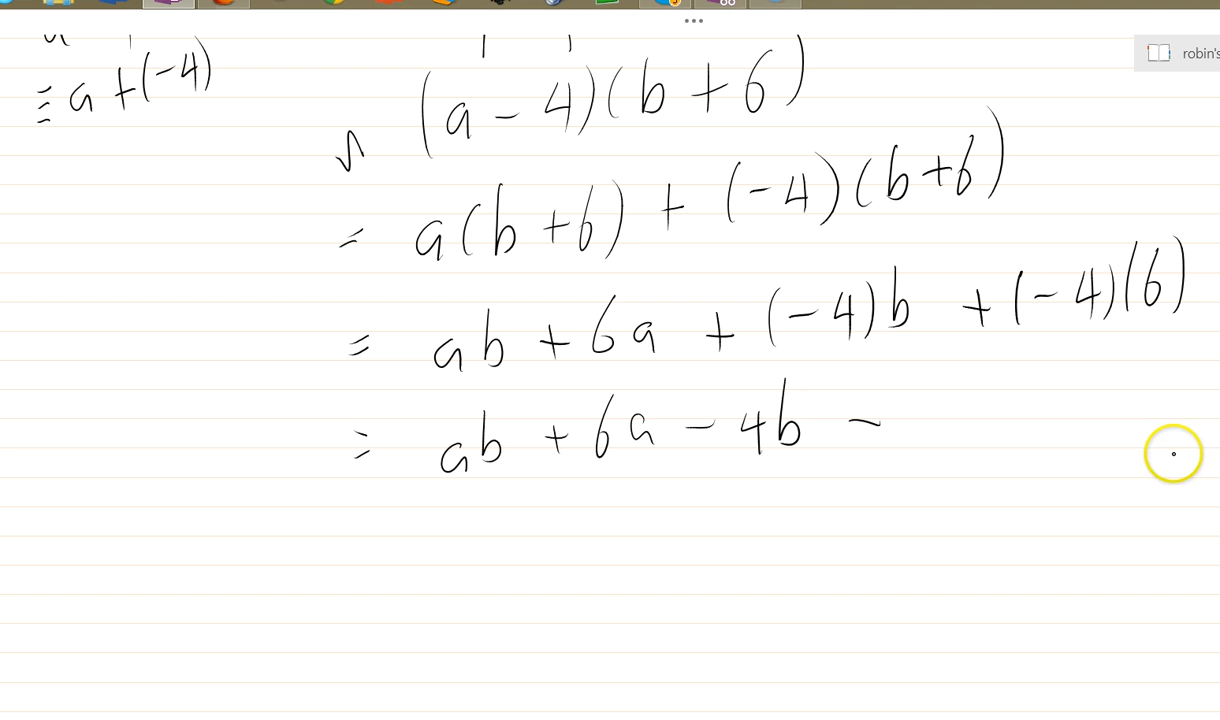 robin's
= a + (-4)
(a - 4)(b + 6)
= a(b + 6) + (-4)(b + 6)
= ab + 6a + (-4)b + (-4)(6)
= ab + 6a - 4b -